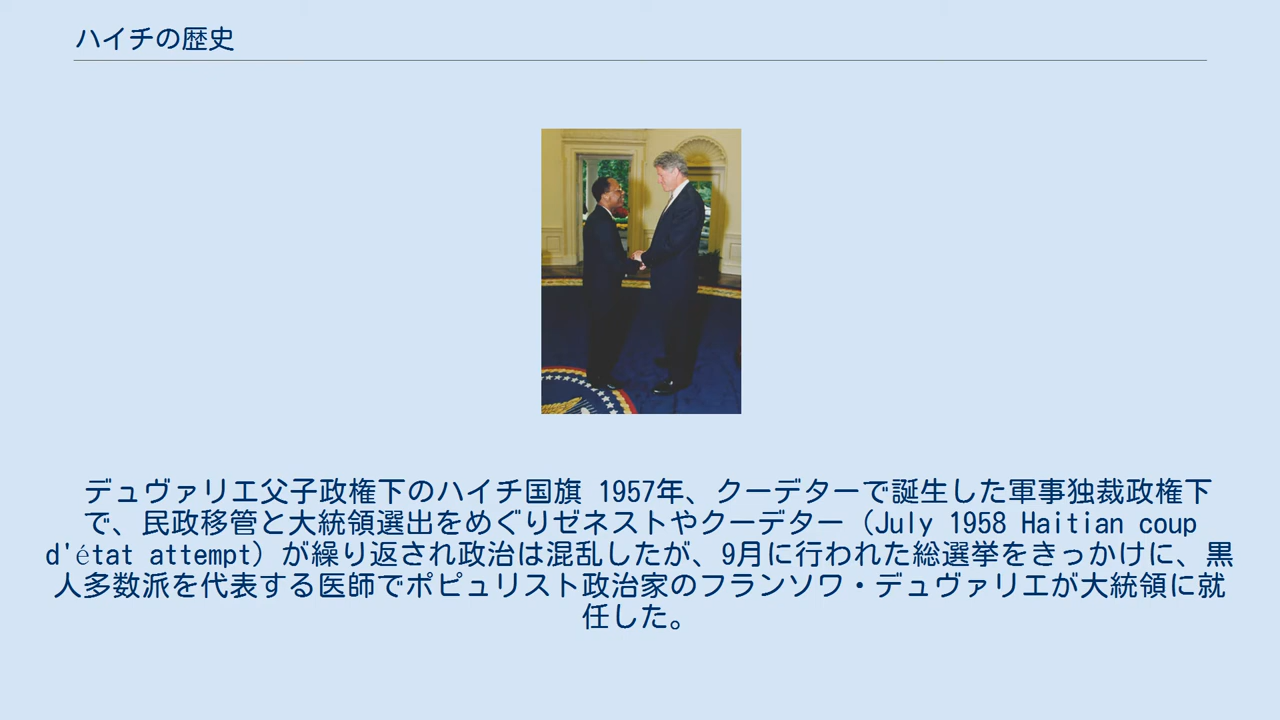 ハイチの歴史
デュヴァリエ父子政権下のハイチ国旗 1957年、クーデターで誕生した軍事独裁政権下
で、民政移管と大統領選出をめぐりゼネストやクーデター（July 1958 Haitian coup
d'état attempt）が繰り返され政治は混乱したが、9月に行われた総選挙をきっかけに、黒
人多数派を代表する医師でポピュリスト政治家のフランソワ・デュヴァリエが大統領に就
任した。